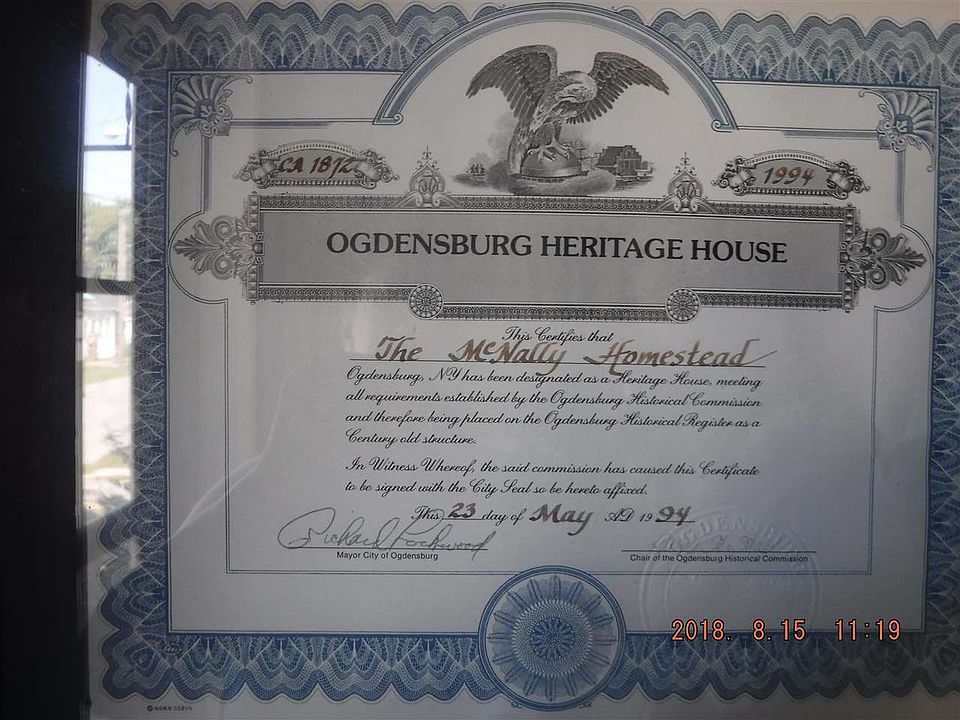 CA 1872
1994
OGDENSBURG HERITAGE HOUSE
This Certifies that
The McNally Homestead
Ogdensburg, NY has been designated as a Heritage House, meeting
all requirements established by the Ogdensburg Historical Commission
and therefore being placed on the Ogdensburg Historical Register as a
Century old structure.
In Witness Whereof, the said commission has caused this Certificate
to be signed with the City Seal so be hereto affixed.
This 23 day of May AD 1994
Richard Lockwood
Mayor City of Ogdensburg
Chair of the Ogdensburg Historical Commission
OGDENSBURG
2018. 8.15 11:19